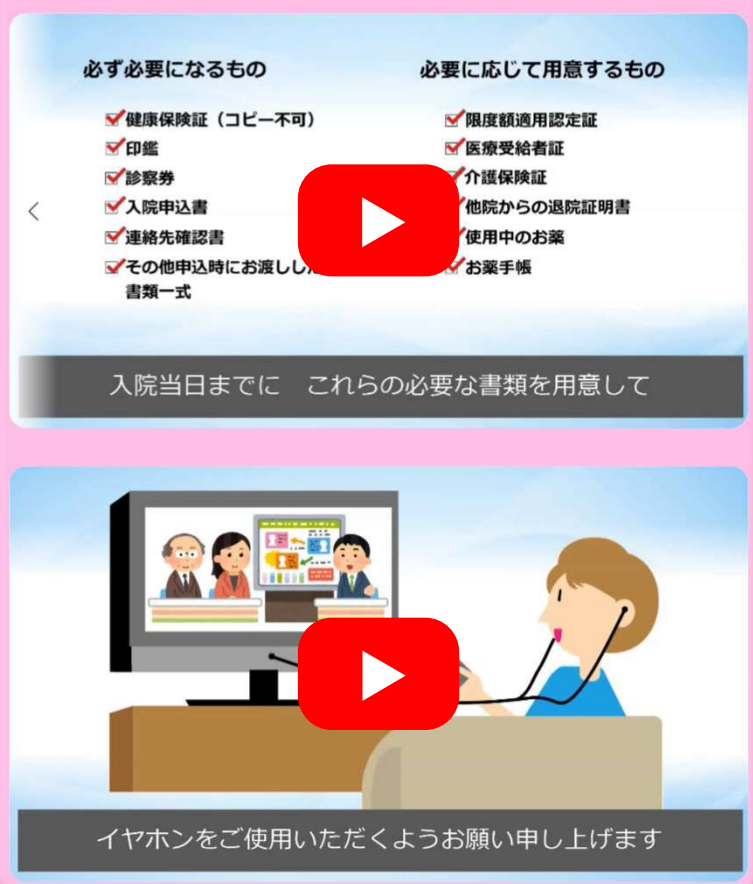 必ず必要になるもの
健康保険証（コピー不可）
印鑑
診察券
入院申込書
連絡先確認書
その他申込時にお渡しし
書類一式
必要に応じて用意するもの
限度額適用認定証
医療受給者証
介護保険証
他院からの退院証明書
使用中のお薬
お薬手帳
入院当日までに　これらの必要な書類を用意して
イヤホンをご使用いただくようお願い申し上げます